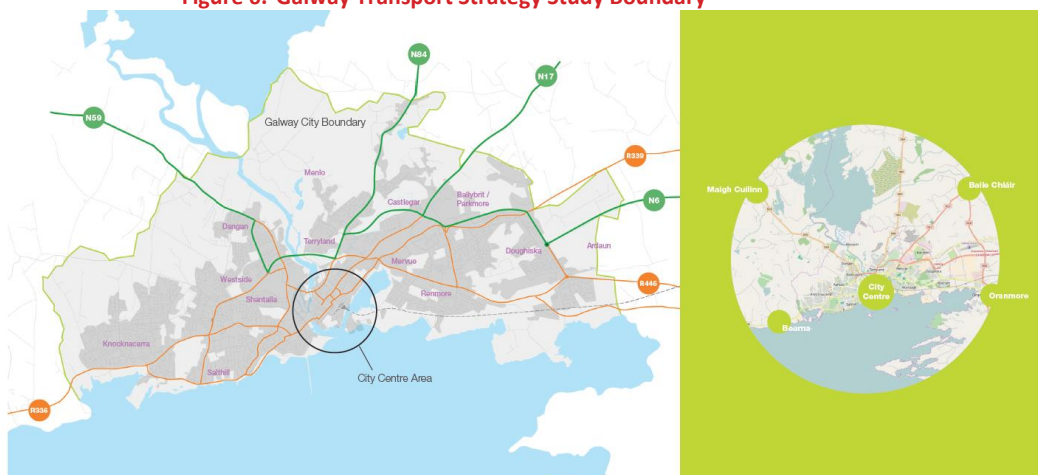 Figure 6: Galway Transport Strategy Study Boundary
N84
N17
N59
Galway City Boundary
R339
Menlo
Ballybrit /
Parkmore
Castlegar
N6
Dangan
Terryland
Doughiska
Ardaun
Mervue
Westside
Renmore
R446
Shantalla
Knocknacarra
Salthill
City Centre Area
R336
Maigh Cuilinn
Baile Chláir
City
Centre
Oranmore
Bearna